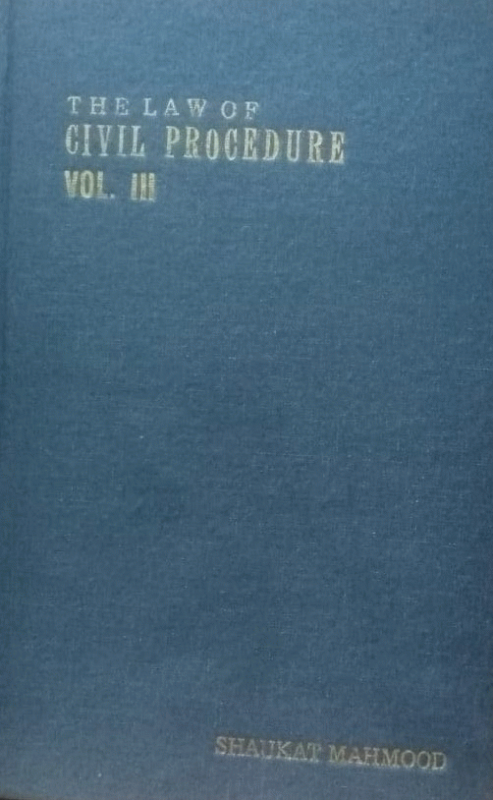 THE LAW OF
CIVIL PROCEDURE
VOL. III
SHAUKAT MAHMOOD